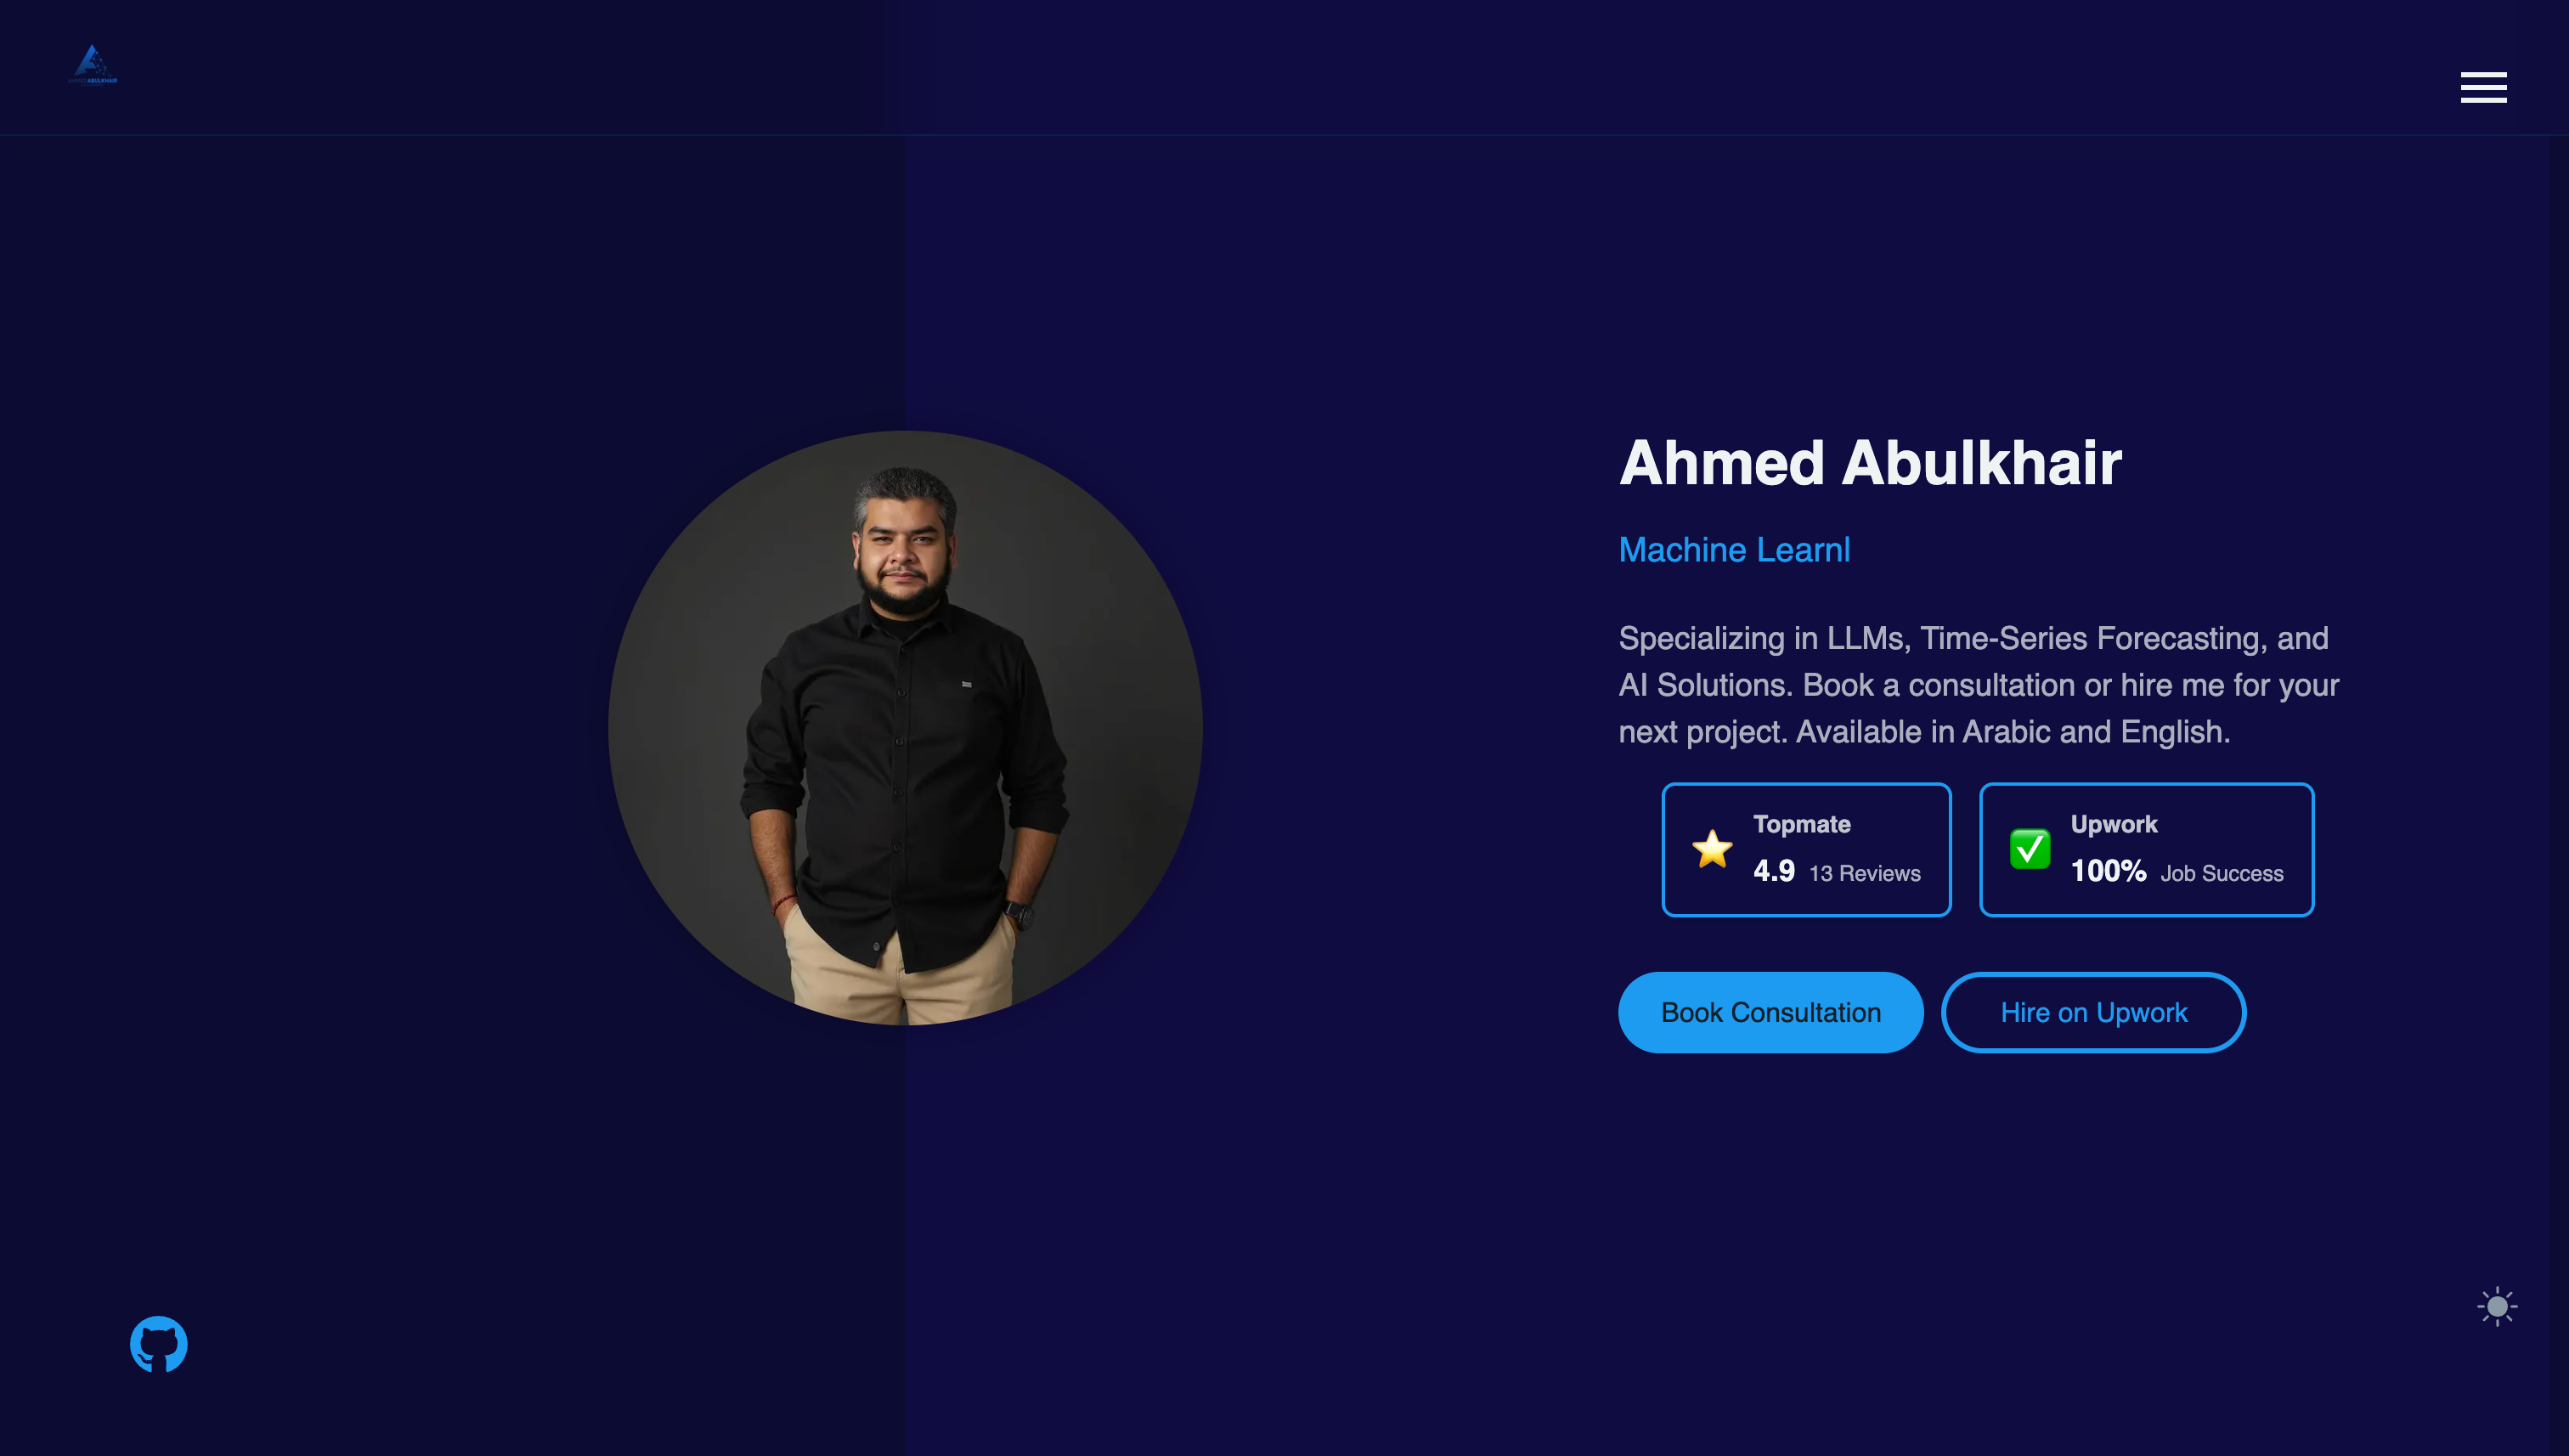 AHMED ABULKHAIR
Ahmed Abulkhair
Machine Learnl
Specializing in LLMs, Time-Series Forecasting, and
AI Solutions. Book a consultation or hire me for your
next project. Available in Arabic and English.
Topmate
4.9 13 Reviews
Upwork
100% Job Success
Book Consultation
Hire on Upwork